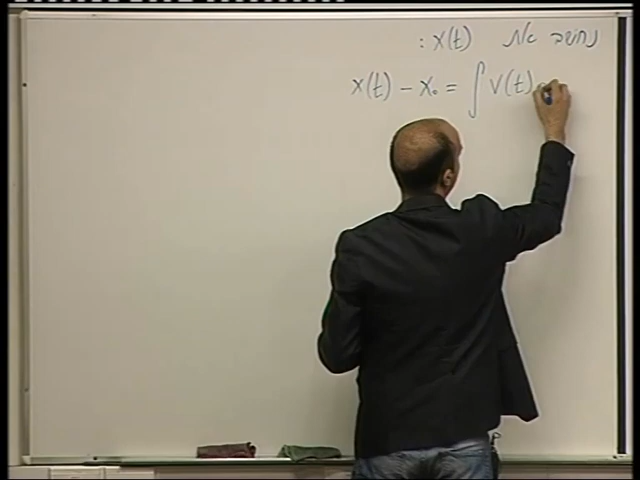 נחשב את x(t) :
x(t) - x₀ = ∫ v(t)